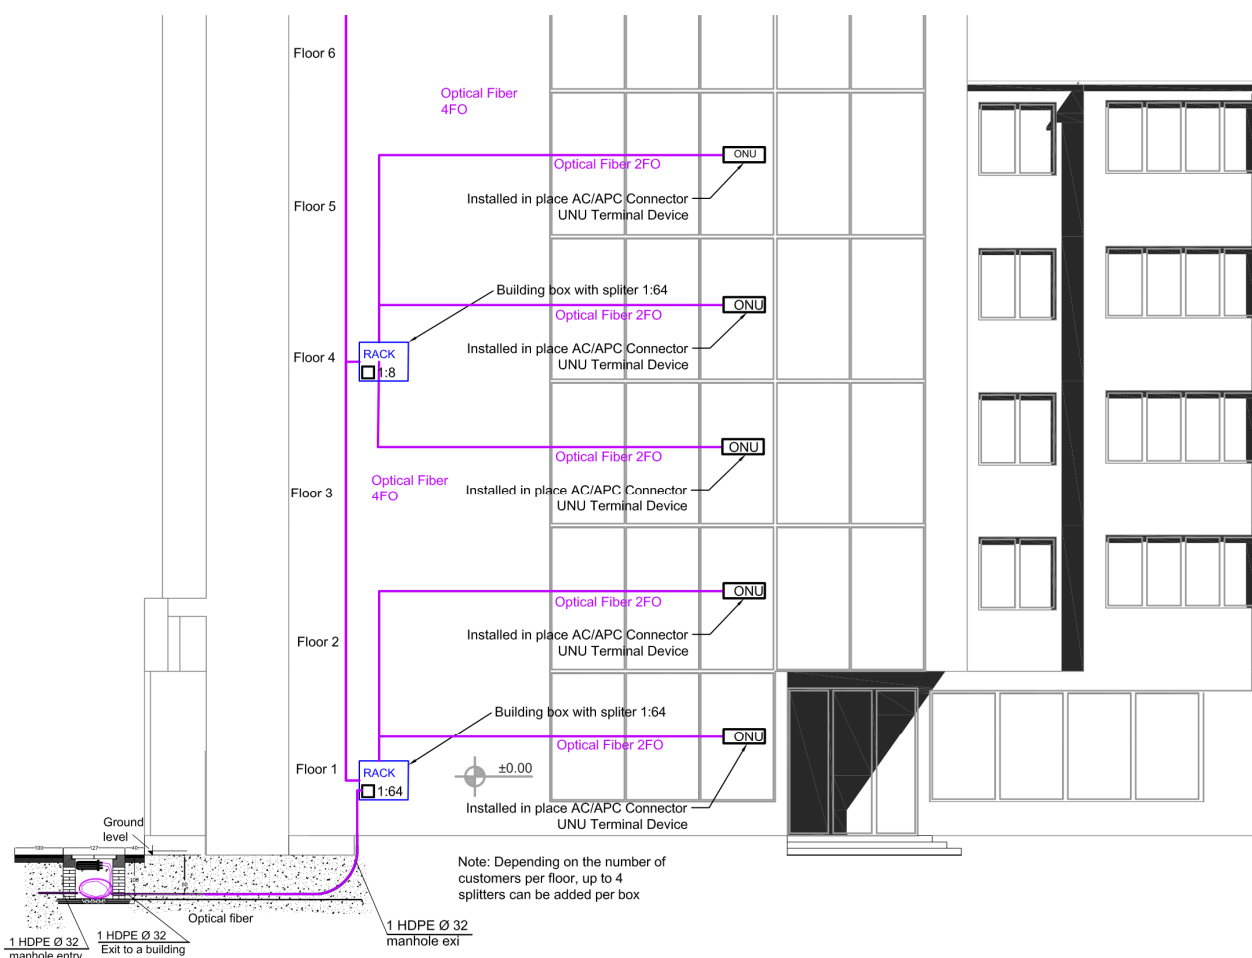 Floor 6
Optical Fiber
4FO
ONU
Optical Fiber 2FO
Installed in place AC/APC Connector
UNU Terminal Device
Floor 5
Building box with spliter 1:64
ONU
Optical Fiber 2FO
Installed in place AC/APC Connector
UNU Terminal Device
Floor 4
RACK
1:8
ONU
Optical Fiber 2FO
Optical Fiber
4FO
Floor 3
Installed in place AC/APC Connector
UNU Terminal Device
ONU
Optical Fiber 2FO
Floor 2
Installed in place AC/APC Connector
UNU Terminal Device
Building box with spliter 1:64
ONU
Optical Fiber 2FO
Floor 1
RACK
1:64
±0.00
Installed in place AC/APC Connector
UNU Terminal Device
Ground
level
127
Note: Depending on the number of
customers per floor, up to 4
splitters can be added per box
Optical fiber
1 HDPE Ø 32
manhole entry
1 HDPE Ø 32
Exit to a building
1 HDPE Ø 32
manhole exi